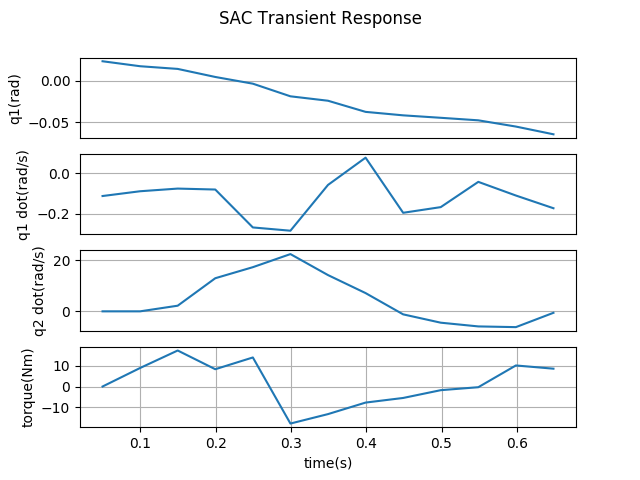 SAC Transient Response
q1(rad)
0.00
−0.05
q1 dot(rad/s)
0.0
−0.2
q2 dot(rad/s)
20
0
torque(Nm)
10
0
−10
0.1 0.2 0.3 0.4 0.5 0.6
time(s)